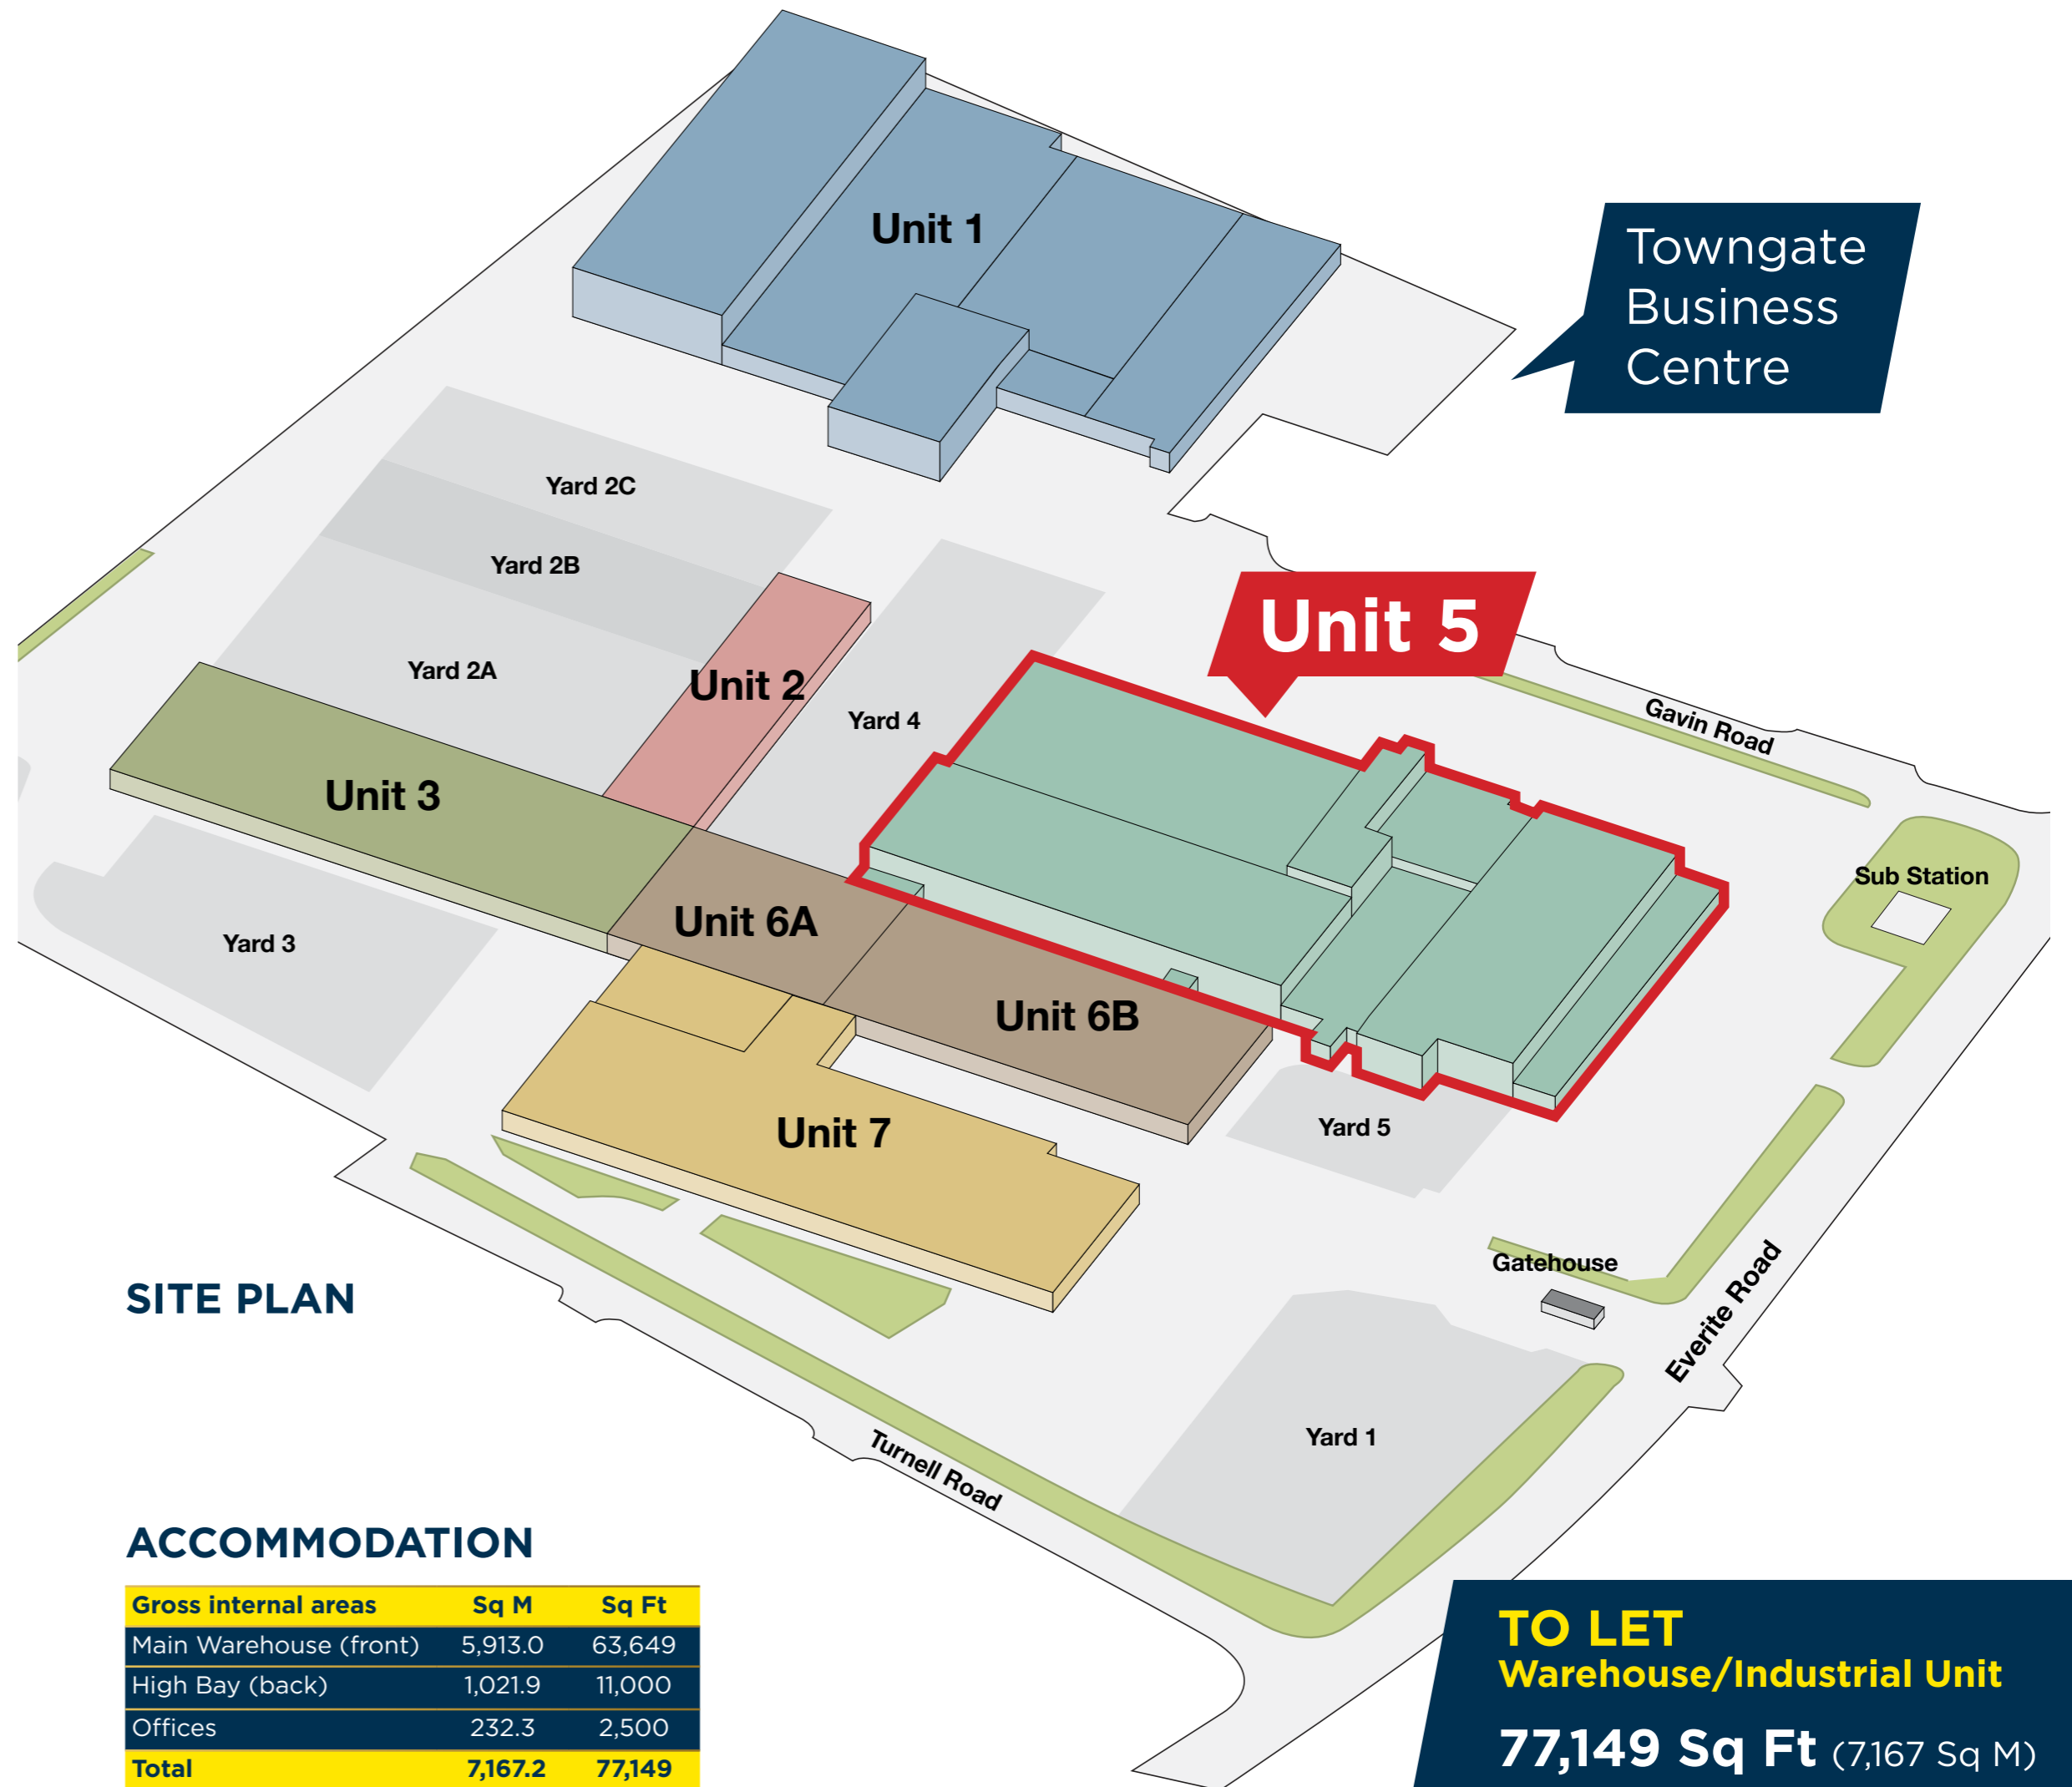 Unit 1
Towngate
Business
Centre
Yard 2C
Yard 2B
Unit 5
Yard 2A
Unit 2
Yard 4
Gavin Road
Unit 3
Sub Station
Unit 6A
Yard 3
Unit 6B
Unit 7
Yard 5
Gatehouse
Everite Road
SITE PLAN
Yard 1
Turnell Road
ACCOMMODATION
Gross internal areas Sq M Sq Ft
Main Warehouse (front) 5,913.0 63,649
High Bay (back) 1,021.9 11,000
Offices 232.3 2,500
Total 7,167.2 77,149
TO LET
Warehouse/Industrial Unit
77,149 Sq Ft (7,167 Sq M)